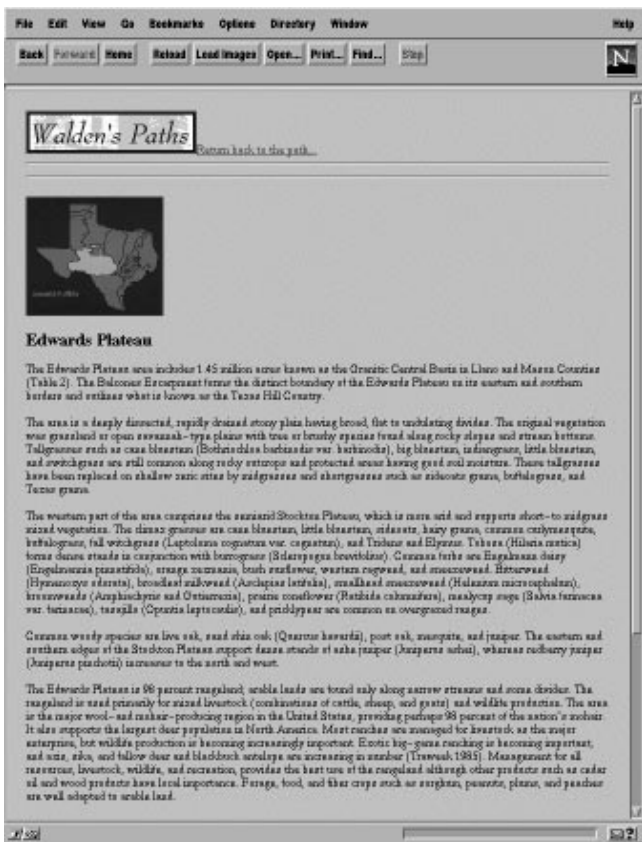 File Edit View Go Bookmarks Options Directory Window Help
Back Forward Home Reload Load Images Open... Print... Find... Stop
N
Walden's Paths
Return back to the path...
Edwards Plateau
The Edwards Plateau area includes 1.45 million acres known as the Granitic Central Basin in Llano and Mason Counties
(Table 2). The Balcones Escarpment forms the distinct boundary of the Edwards Plateau on its eastern and southern
borders and outlines what is known as the Texas Hill Country.
The area is a deeply dissected, rapidly drained stony plain having broad, flat to undulating divides. The original vegetation
was grassland or open savannah-type plains with tree or brushy species found along rocky slopes and stream bottoms.
Tallgrasses such as cane bluestem (Bothriochloa barbinodis var. barbinodis), big bluestem, indiangrass, little bluestem,
and switchgrass are still common along rocky outcrops and protected areas having good soil moisture. These tallgrasses
have been replaced on shallow xeric sites by midgrasses and shortgrasses such as sideoats grama, buffalograss, and
Texas grama.
The western part of the area comprises the semiarid Stockton Plateau, which is more arid and supports short-to midgrass
mixed vegetation. The climax grasses are cane bluestem, little bluestem, sideoats, hairy grama, common curlymesquite,
buffalograss, fall witchgrass (Leptoloma cognatum var. cognatum), and Tridens and Elymus. Tobosa (Hilaria mutica)
forms dense stands in conjunction with burrograss (Scleropogon brevifolius). Common forbs are Engelmann daisy
(Engelmannia pinnatifida), orange zexmenia, bush sunflower, western ragweed, and sneezeweed. Bitterweed
(Hymenoxys odorata), broadleaf milkweed (Asclepias latifolia), smallhead sneezeweed (Helenium microcephalum),
broomweeds (Amphiachyris and Gutierrezia), prairie coneflower (Ratibida columnifera), mealycup sage (Salvia farinacea
var. farinacea), tasajillo (Opuntia leptocaulis), and pricklypear are common on overgrazed ranges.
Common woody species are live oak, sand shin oak (Quercus havardii), post oak, mesquite, and juniper. The eastern and
southern edges of the Stockton Plateau support dense stands of ashe juniper (Juniperus ashei), whereas redberry juniper
(Juniperus pinchotii) increases to the north and west.
The Edwards Plateau is 98 percent rangeland; arable lands are found only along narrow streams and some divides. The
rangeland is used primarily for mixed livestock (combinations of cattle, sheep, and goats) and wildlife production. The area
is the major wool-and mohair-producing region in the United States, providing perhaps 98 percent of the nation's mohair.
It also supports the largest deer population in North America. Most ranches are managed for livestock as the major
enterprise, but wildlife production is becoming increasingly important. Exotic big-game ranching is becoming important,
and axis, sika, and fallow deer and blackbuck antelope are increasing in number (Traweek 1985). Management for all
resources, livestock, wildlife, and recreation, provides the best use of the rangeland although other products such as cedar
oil and wood products have local importance. Forage, food, and fiber crops such as sorghum, peanuts, plums, and peaches
are well adapted to arable land.